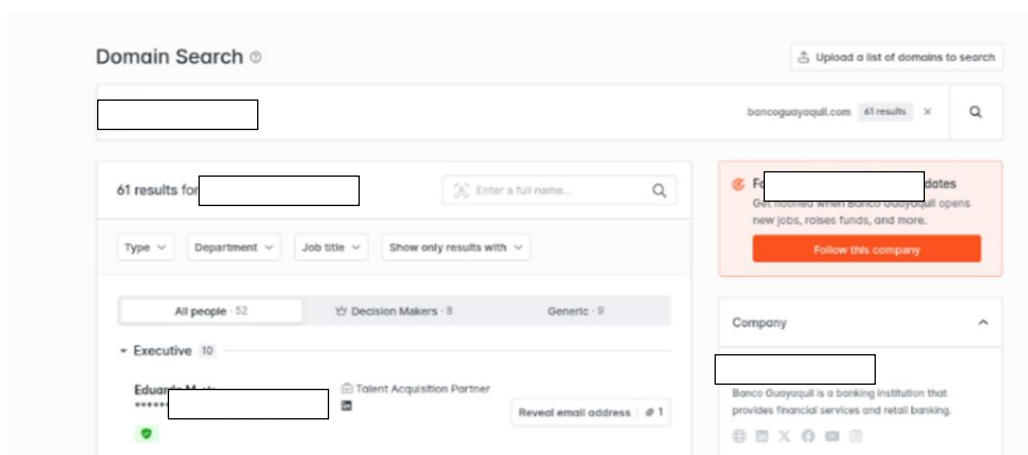 Domain Search
Upload a list of domains to search
bancoguayaquil.com 61 results ×
61 results for
Enter a full name...
Type
Department
Job title
Show only results with
All people · 52
Decision Makers · 8
Generic · 9
Executive 10
Eduardo
Talent Acquisition Partner
Reveal email address 1
Get notified when Banco Guayaquil opens
new jobs, raises funds, and more.
Follow this company
Company
Banco Guayaquil is a banking institution that
provides financial services and retail banking.